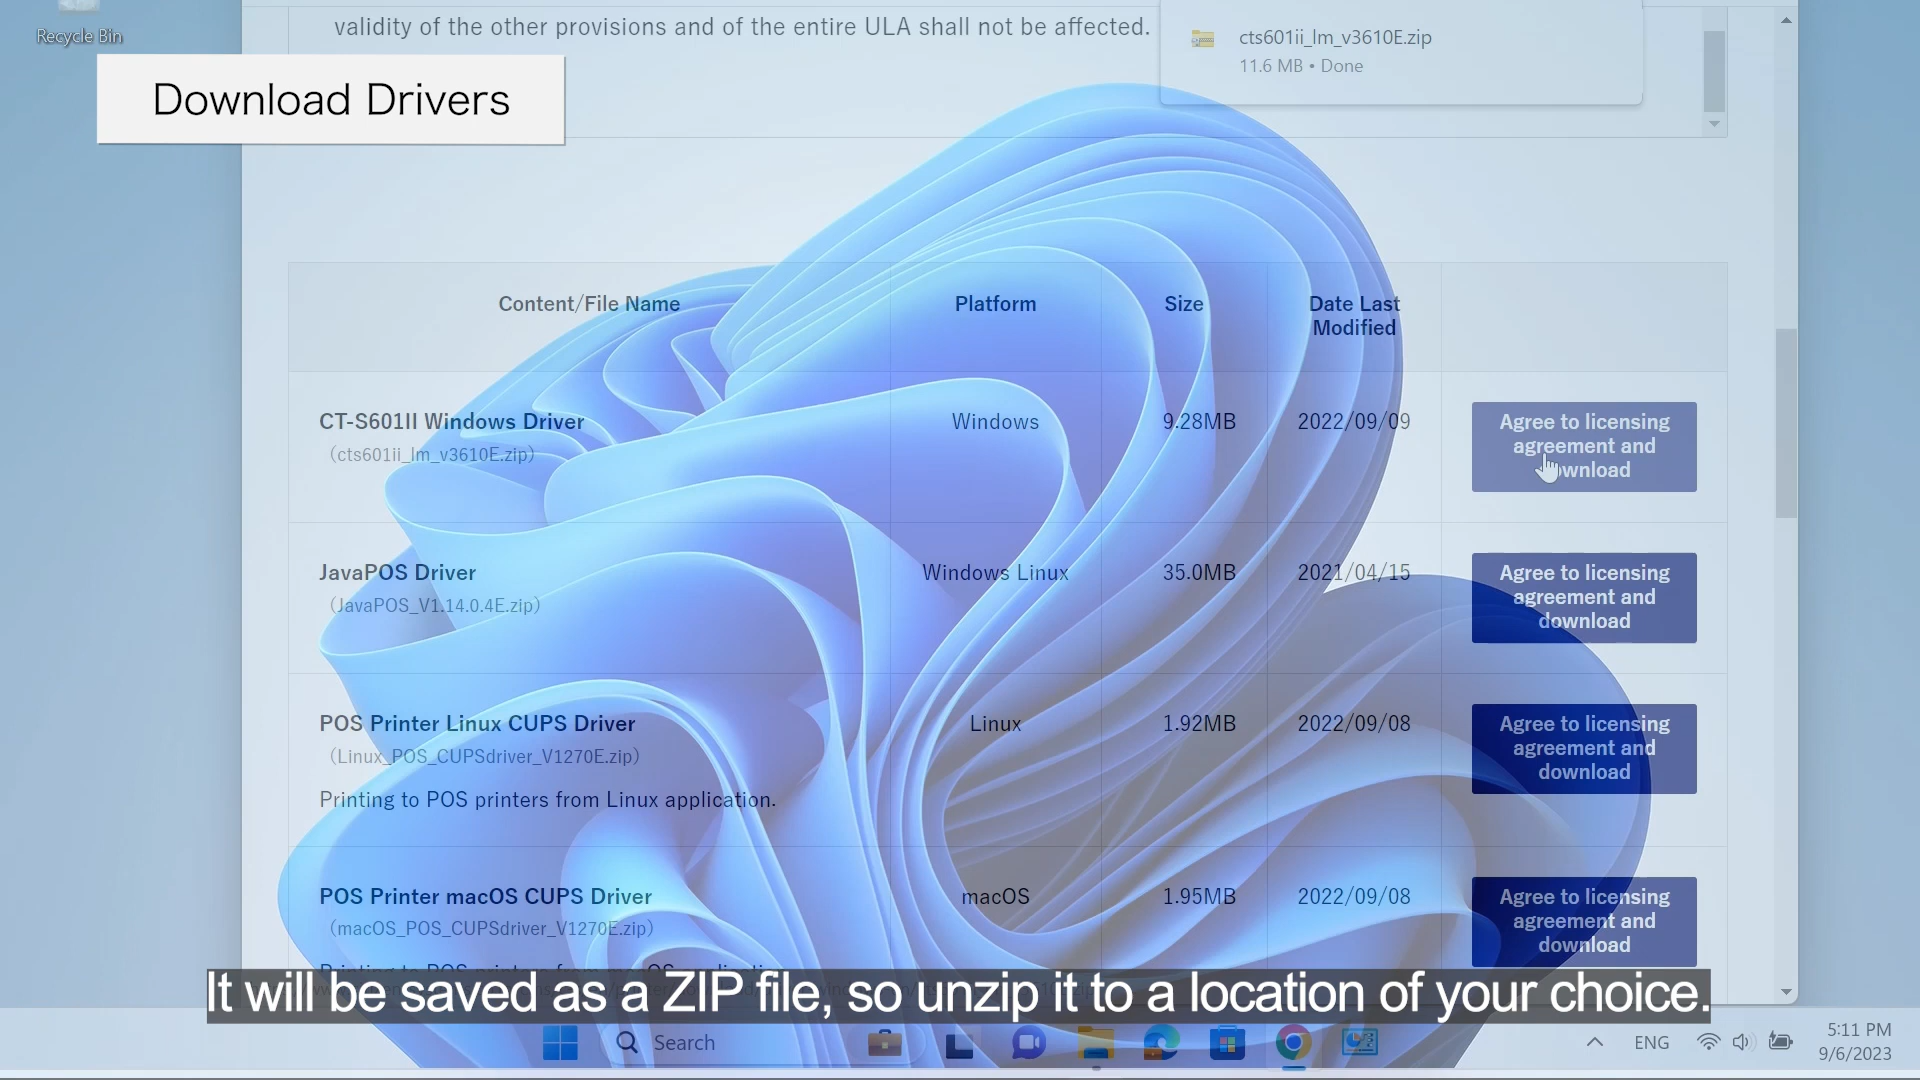 Recycle Bin
validity of the other provisions and of the entire ULA shall not be affected.
cts601ii_lm_v3610E.zip
11.6 MB • Done
Download Drivers
Content/File Name Platform Size Date Last Modified
CT-S601II Windows Driver Windows 9.28MB 2022/09/09
(cts601ii_lm_v3610E.zip)
Agree to licensing
agreement and
download
JavaPOS Driver Windows Linux 35.0MB 2021/04/15
(JavaPOS_V1.14.0.4E.zip)
Agree to licensing
agreement and
download
POS Printer Linux CUPS Driver Linux 1.92MB 2022/09/08
(Linux_POS_CUPSdriver_V1270E.zip)
Printing to POS printers from Linux application.
Agree to licensing
agreement and
download
POS Printer macOS CUPS Driver macOS 1.95MB 2022/09/08
(macOS_POS_CUPSdriver_V1270E.zip)
Agree to licensing
agreement and
download
It will be saved as a ZIP file, so unzip it to a location of your choice.
Search
ENG
5:11 PM
9/6/2023